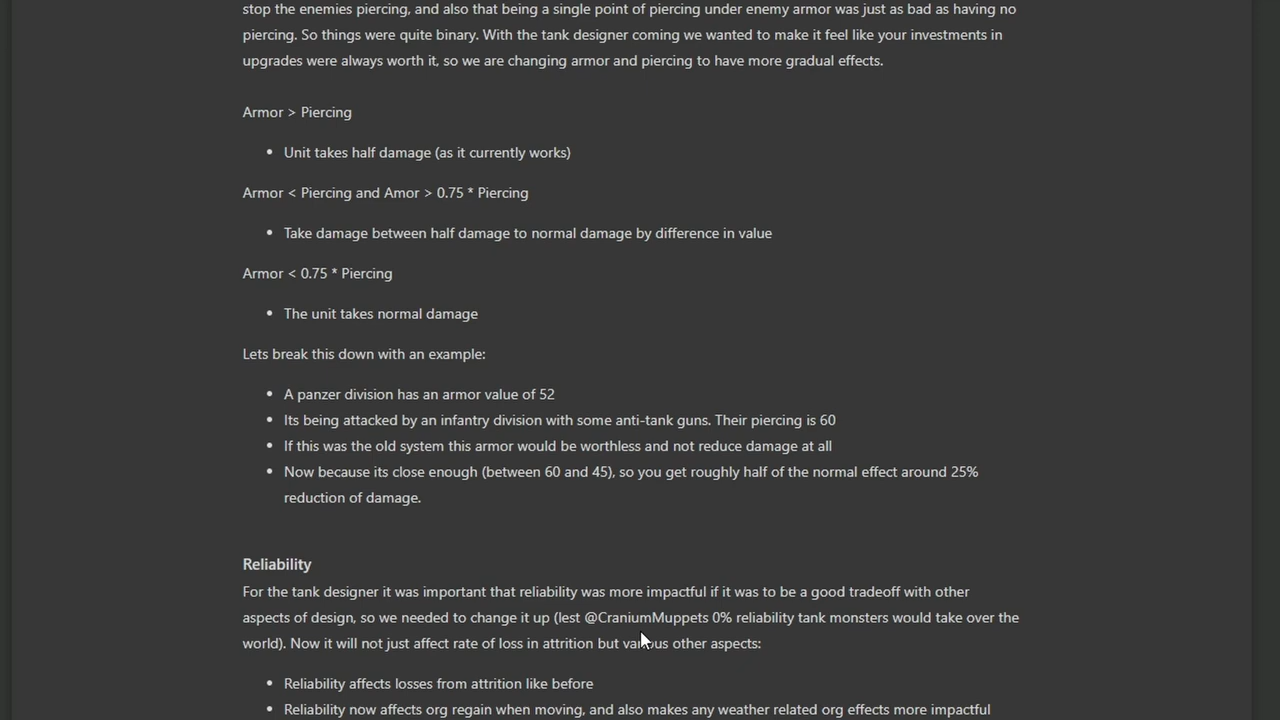 stop the enemies piercing, and also that being a single point of piercing under enemy armor was just as bad as having no
piercing. So things were quite binary. With the tank designer coming we wanted to make it feel like your investments in
upgrades were always worth it, so we are changing armor and piercing to have more gradual effects.
Armor > Piercing
• Unit takes half damage (as it currently works)
Armor < Piercing and Amor > 0.75 * Piercing
• Take damage between half damage to normal damage by difference in value
Armor < 0.75 * Piercing
• The unit takes normal damage
Lets break this down with an example:
• A panzer division has an armor value of 52
• Its being attacked by an infantry division with some anti-tank guns. Their piercing is 60
• If this was the old system this armor would be worthless and not reduce damage at all
• Now because its close enough (between 60 and 45), so you get roughly half of the normal effect around 25%
reduction of damage.
Reliability
For the tank designer it was important that reliability was more impactful if it was to be a good tradeoff with other
aspects of design, so we needed to change it up (lest @CraniumMuppets 0% reliability tank monsters would take over the
world). Now it will not just affect rate of loss in attrition but various other aspects:
• Reliability affects losses from attrition like before
• Reliability now affects org regain when moving, and also makes any weather related org effects more impactful